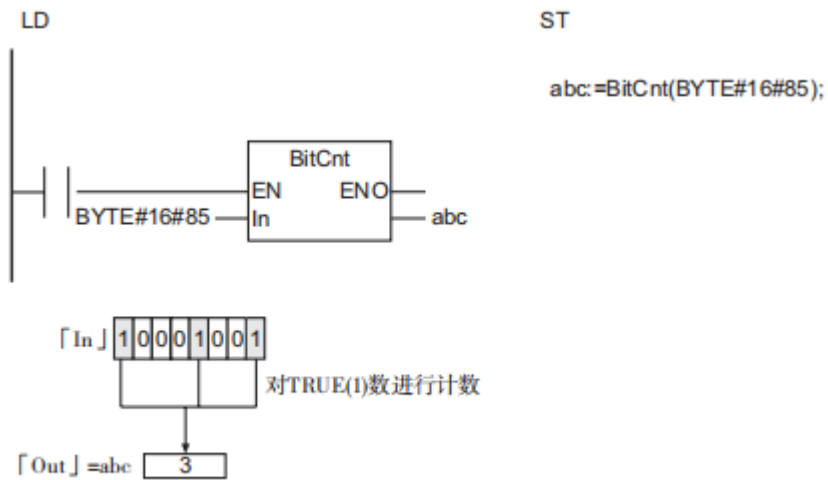 LD
ST
abc:=BitCnt(BYTE#16#85);
BitCnt
EN ENO
BYTE#16#85 In abc
「In」 1 0 0 0 1 0 0 1
对TRUE(1)数进行计数
「Out」=abc 3